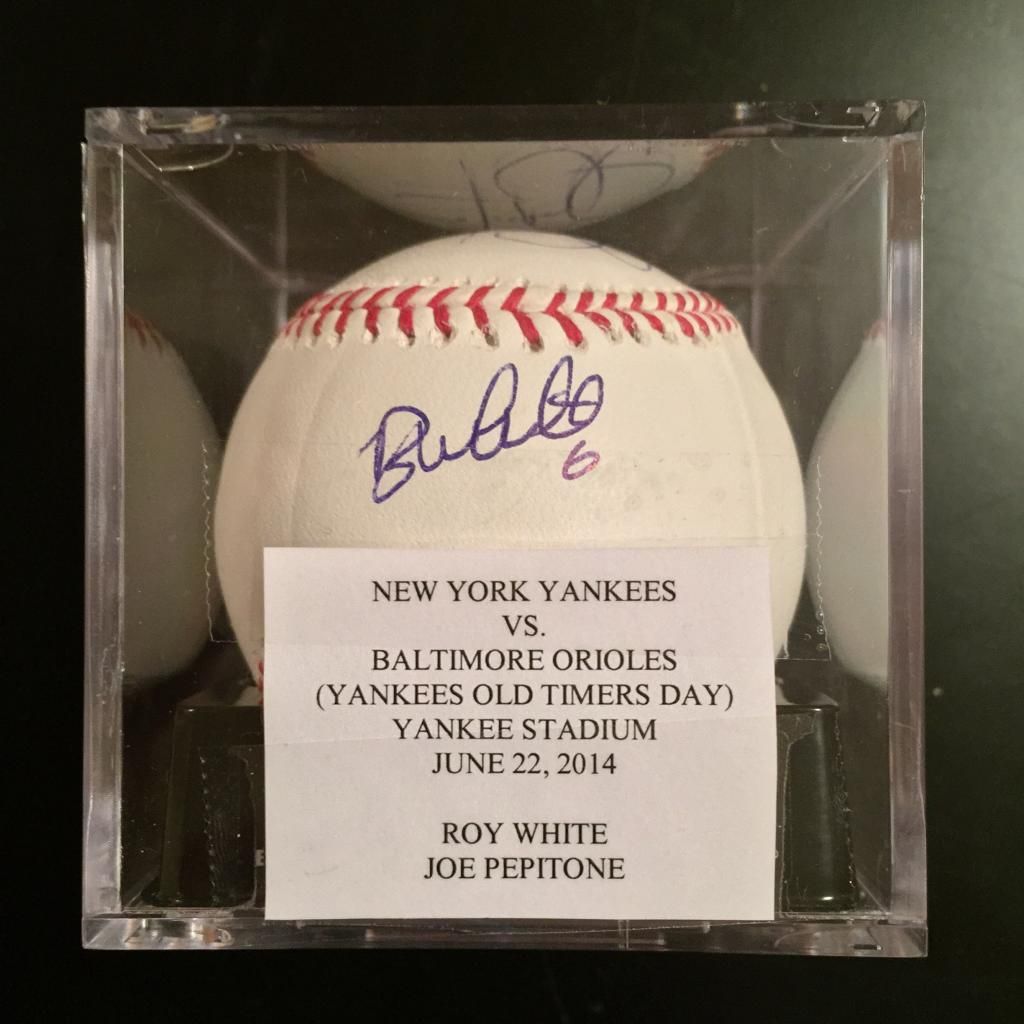 6
NEW YORK YANKEES
VS.
BALTIMORE ORIOLES
(YANKEES OLD TIMERS DAY)
YANKEE STADIUM
JUNE 22, 2014
ROY WHITE
JOE PEPITONE